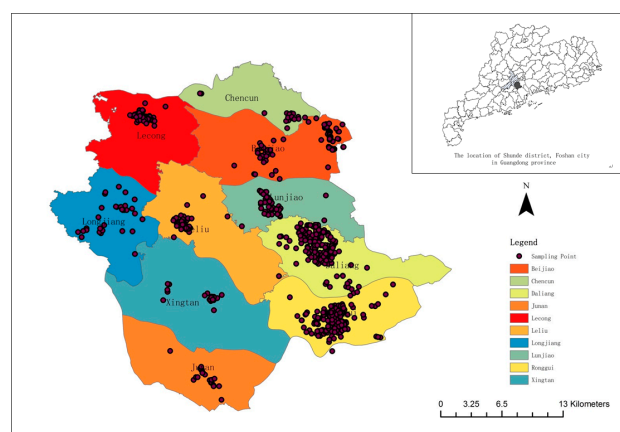 Chencun
Lecong
Lunjiao
Longjiang
Daliang
Xingtan
Junan
The location of Shunde district, Foshan city
in Guangdong province
N
Legend
Sampling Point
Beijiao
Chencun
Daliang
Junan
Lecong
Leliu
Longjiang
Lunjiao
Ronggui
Xingtan
0 3.25 6.5 13 Kilometers